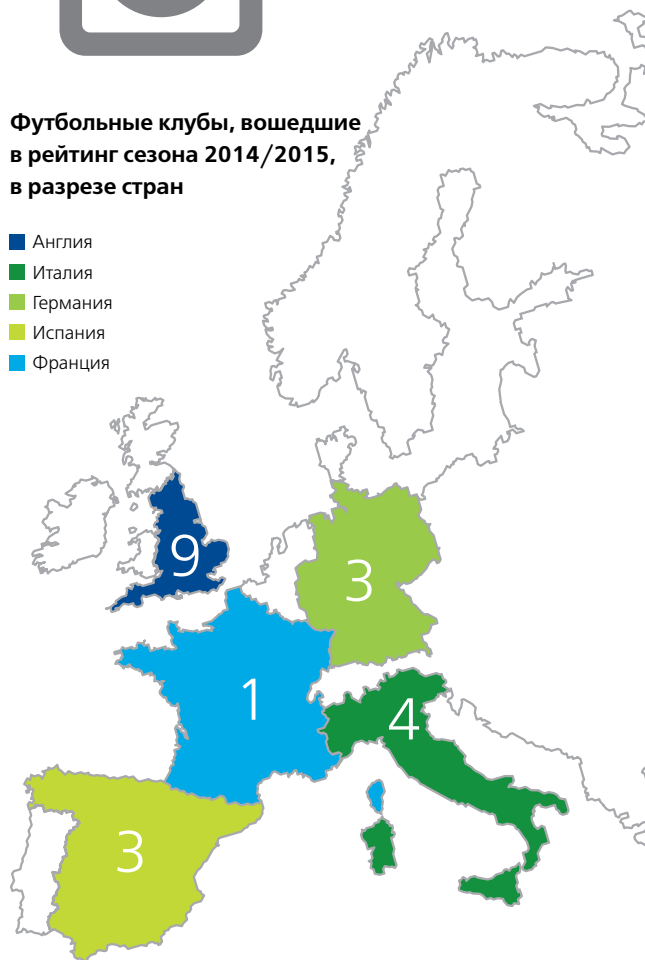 Футбольные клубы, вошедшие
в рейтинг сезона 2014/2015,
в разрезе стран
Англия
Италия
Германия
Испания
Франция
9
3
1
4
3